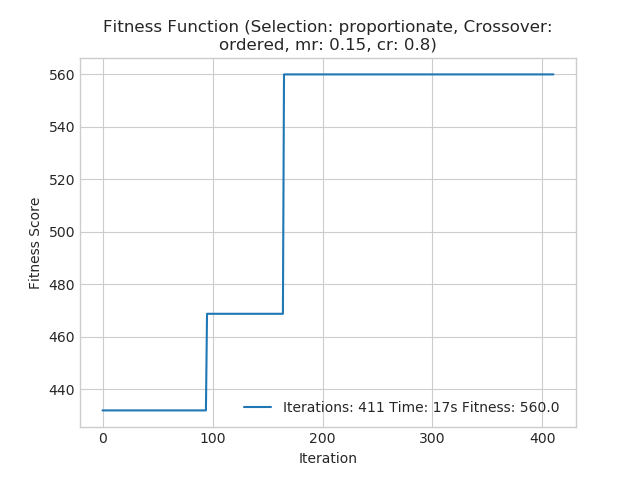 Fitness Function (Selection: proportionate, Crossover:
ordered, mr: 0.15, cr: 0.8)
560
540
520
500
480
460
440
Fitness Score
Iterations: 411 Time: 17s Fitness: 560.0
0 100 200 300 400
Iteration